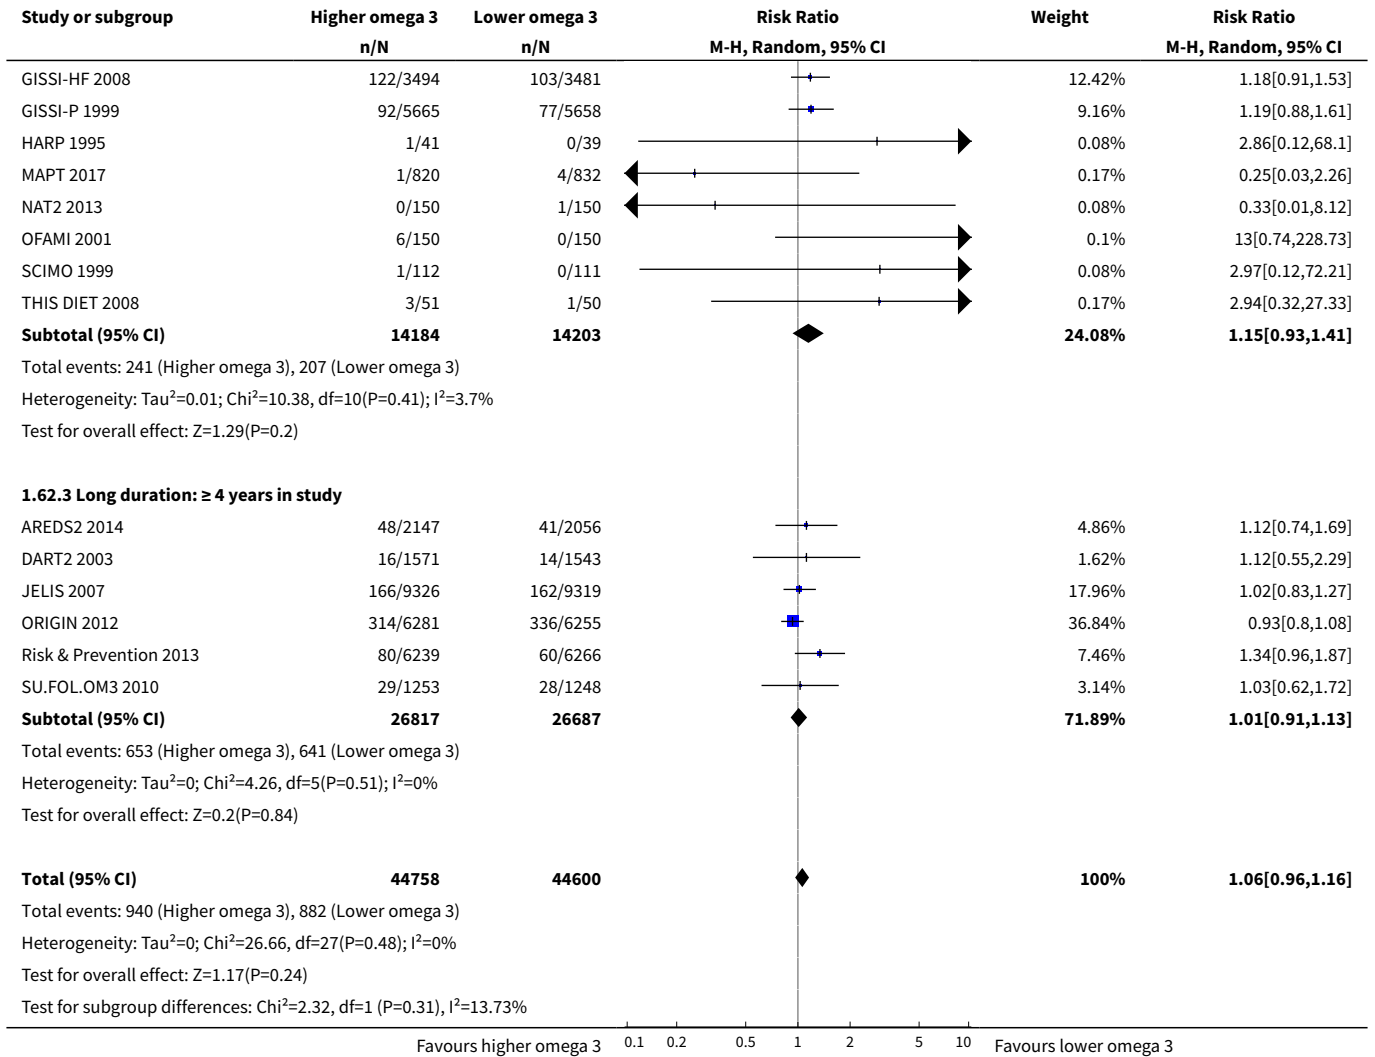 Study or subgroup Higher omega 3 Lower omega 3 Risk Ratio Weight Risk Ratio
n/N n/N M-H, Random, 95% CI M-H, Random, 95% CI
GISSI-HF 2008 122/3494 103/3481 12.42% 1.18[0.91,1.53]
GISSI-P 1999 92/5665 77/5658 9.16% 1.19[0.88,1.61]
HARP 1995 1/41 0/39 0.08% 2.86[0.12,68.1]
MAPT 2017 1/820 4/832 0.17% 0.25[0.03,2.26]
NAT2 2013 0/150 1/150 0.08% 0.33[0.01,8.12]
OFAMI 2001 6/150 0/150 0.1% 13[0.74,228.73]
SCIMO 1999 1/112 0/111 0.08% 2.97[0.12,72.21]
THIS DIET 2008 3/51 1/50 0.17% 2.94[0.32,27.33]
Subtotal (95% CI) 14184 14203 24.08% 1.15[0.93,1.41]
Total events: 241 (Higher omega 3), 207 (Lower omega 3)
Heterogeneity: Tau²=0.01; Chi²=10.38, df=10(P=0.41); I²=3.7%
Test for overall effect: Z=1.29(P=0.2)
1.62.3 Long duration: ≥ 4 years in study
AREDS2 2014 48/2147 41/2056 4.86% 1.12[0.74,1.69]
DART2 2003 16/1571 14/1543 1.62% 1.12[0.55,2.29]
JELIS 2007 166/9326 162/9319 17.96% 1.02[0.83,1.27]
ORIGIN 2012 314/6281 336/6255 36.84% 0.93[0.8,1.08]
Risk & Prevention 2013 80/6239 60/6266 7.46% 1.34[0.96,1.87]
SU.FOL.OM3 2010 29/1253 28/1248 3.14% 1.03[0.62,1.72]
Subtotal (95% CI) 26817 26687 71.89% 1.01[0.91,1.13]
Total events: 653 (Higher omega 3), 641 (Lower omega 3)
Heterogeneity: Tau²=0; Chi²=4.26, df=5(P=0.51); I²=0%
Test for overall effect: Z=0.2(P=0.84)
Total (95% CI) 44758 44600 100% 1.06[0.96,1.16]
Total events: 940 (Higher omega 3), 882 (Lower omega 3)
Heterogeneity: Tau²=0; Chi²=26.66, df=27(P=0.48); I²=0%
Test for overall effect: Z=1.17(P=0.24)
Test for subgroup differences: Chi²=2.32, df=1 (P=0.31), I²=13.73%
Favours higher omega 3 0.1 0.2 0.5 1 2 5 10 Favours lower omega 3